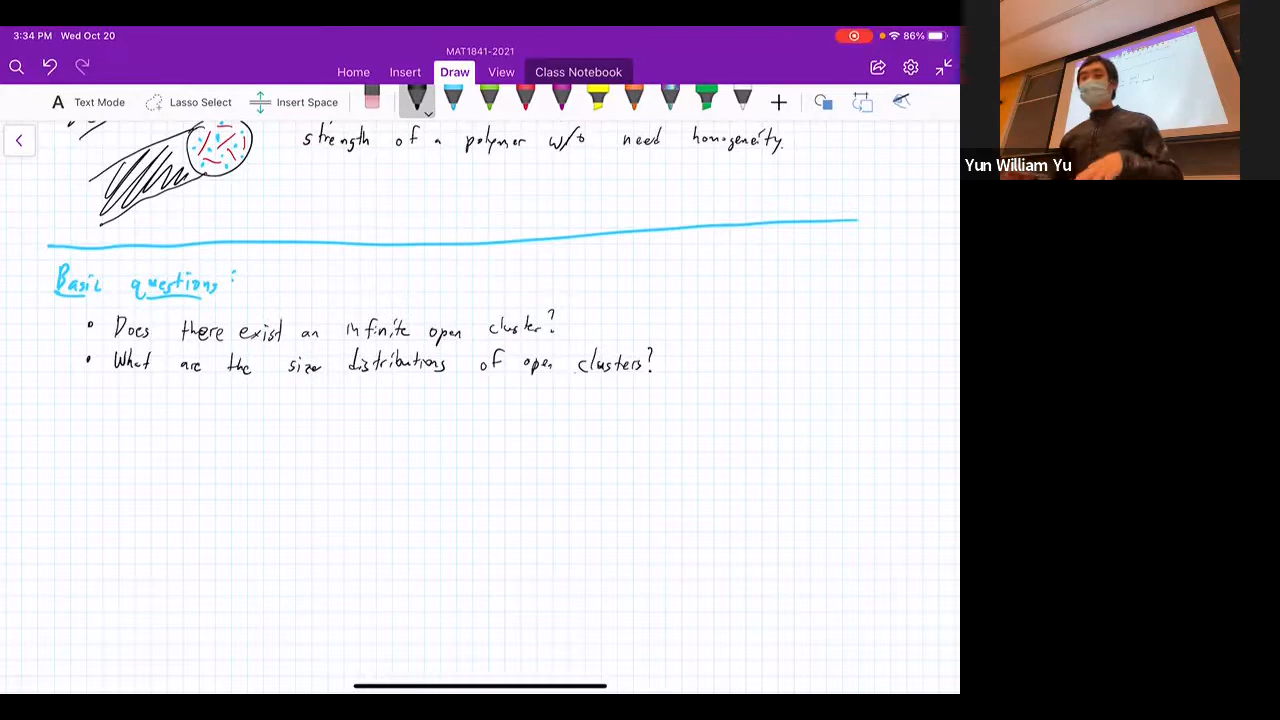 3:34 PM Wed Oct 20
86%
MAT1841-2021
Home Insert Draw View Class Notebook
A Text Mode Lasso Select Insert Space
strength of a polymer w/o need homogeneity.
Basic questions:
• Does there exist an infinite open cluster?
• What are the size distributions of open clusters?
Yun William Yu